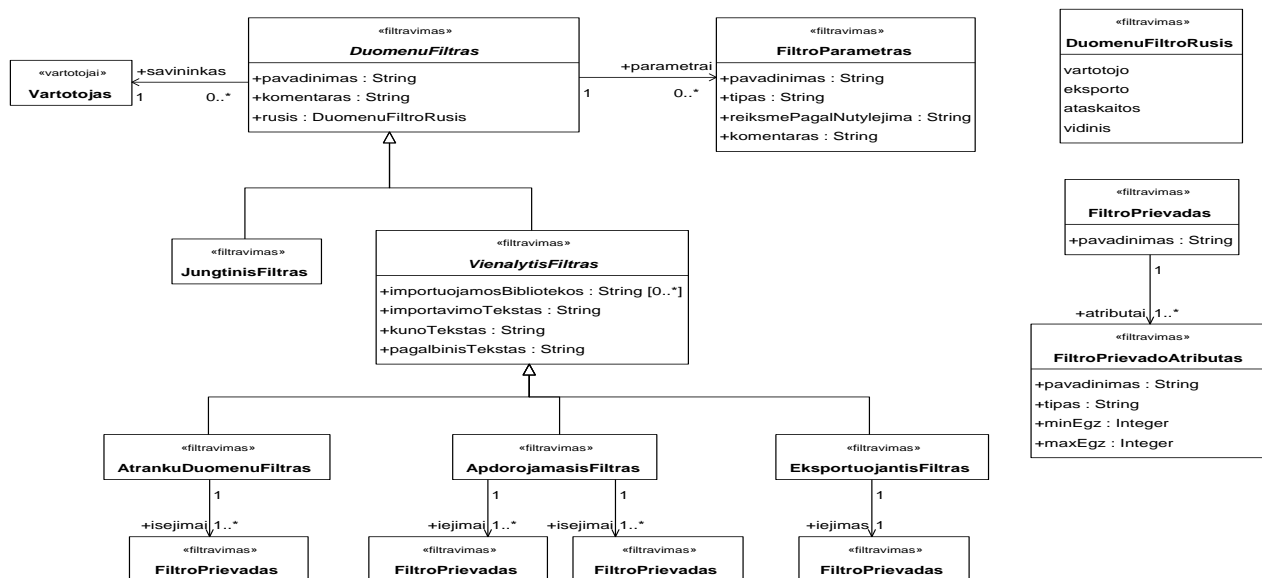 «filtravimas»
DuomenuFiltras
+pavadinimas : String
+komentaras : String
+rusis : DuomenuFiltroRusis
«vartotojai»
Vartotojas
+savininkas
1
0..*
+parametrai
1
0..*
«filtravimas»
FiltroParametras
+pavadinimas : String
+tipas : String
+reiksmePagalNutylejima : String
+komentaras : String
«filtravimas»
DuomenuFiltroRusis
vartotojo
eksporto
ataskaitos
vidinis
«filtravimas»
JungtinisFiltras
«filtravimas»
VienalytisFiltras
+importuojamosBibliotekos : String [0..*]
+importavimoTekstas : String
+kunoTekstas : String
+pagalbinisTekstas : String
«filtravimas»
FiltroPrievadas
+pavadinimas : String
1
+atributai 1..*
«filtravimas»
FiltroPrievadoAtributas
+pavadinimas : String
+tipas : String
+minEgz : Integer
+maxEgz : Integer
«filtravimas»
AtrankuDuomenuFiltras
1
+isejimai 1..*
«filtravimas»
FiltroPrievadas
«filtravimas»
ApdorojamasisFiltras
1
+iejimai 1..*
«filtravimas»
FiltroPrievadas
1
+isejimai 1..*
«filtravimas»
FiltroPrievadas
«filtravimas»
EksportuojantisFiltras
1
+iejimas 1
«filtravimas»
FiltroPrievadas